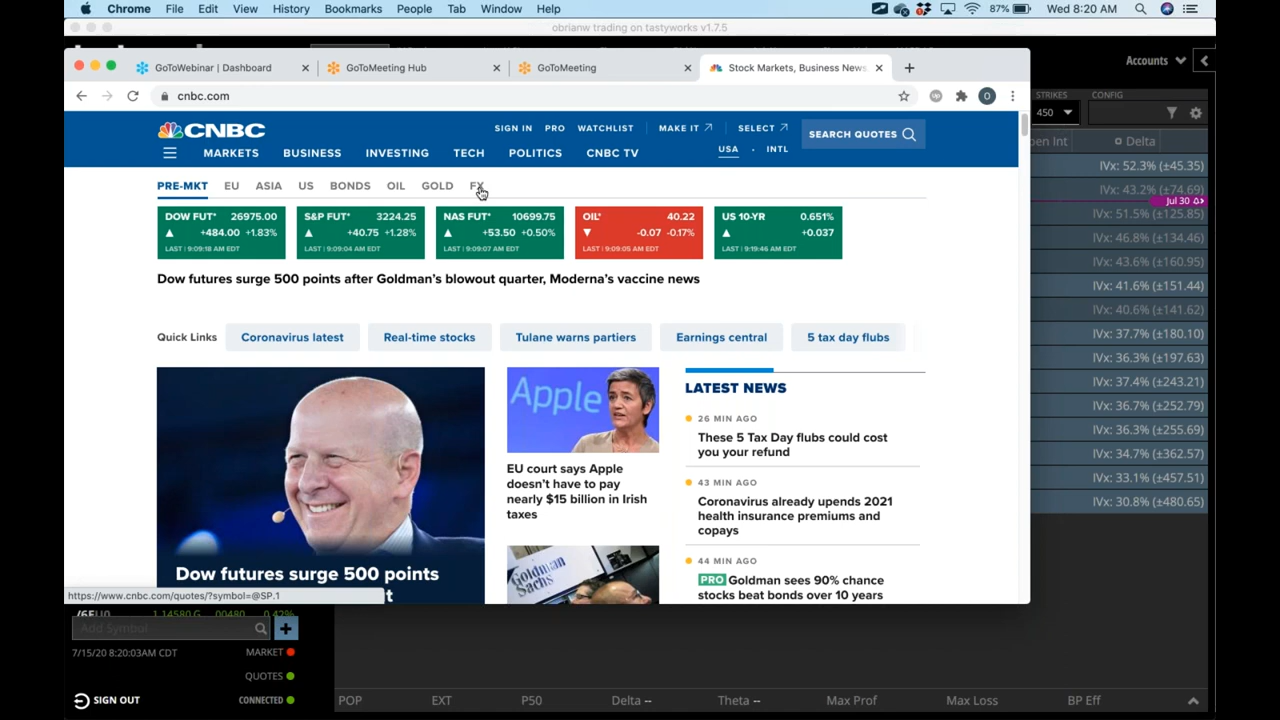 Chrome File Edit View History Bookmarks People Tab Window Help 87% Wed 8:20 AM
obrianw trading on tastyworks v1.7.5
GoToWebinar | Dashboard GoToMeeting Hub GoToMeeting Stock Markets, Business News,
Accounts
cnbc.com
STRIKES CONFIG
450
CNBC SIGN IN PRO WATCHLIST MAKE IT SELECT SEARCH QUOTES
USA · INTL
MARKETS BUSINESS INVESTING TECH POLITICS CNBC TV
en Int Delta
PRE-MKT EU ASIA US BONDS OIL GOLD FX
DOW FUT* 26975.00
+484.00 +1.83%
LAST | 9:09:18 AM EDT
S&P FUT* 3224.25
+40.75 +1.28%
LAST | 9:09:04 AM EDT
NAS FUT* 10699.75
+53.50 +0.50%
LAST | 9:09:07 AM EDT
OIL* 40.22
-0.07 -0.17%
LAST | 9:09:05 AM EDT
US 10-YR 0.651%
+0.037
LAST | 9:19:46 AM EDT
Dow futures surge 500 points after Goldman's blowout quarter, Moderna's vaccine news
Quick Links Coronavirus latest Real-time stocks Tulane warns partiers Earnings central 5 tax day flubs
Dow futures surge 500 points
t
Apple
EU court says Apple
doesn't have to pay
nearly $15 billion in Irish
taxes
Goldman
Sachs
LATEST NEWS
26 MIN AGO
These 5 Tax Day flubs could cost
you your refund
43 MIN AGO
Coronavirus already upends 2021
health insurance premiums and
copays
44 MIN AGO
PRO Goldman sees 90% chance
stocks beat bonds over 10 years
IVx: 52.3% (±45.35)
IVx: 43.2% (±74.69)
Jul 30
IVx: 51.5% (±125.85)
IVx: 46.8% (±134.46)
IVx: 43.6% (±160.95)
IVx: 41.6% (±151.44)
IVx: 40.6% (±141.62)
IVx: 37.7% (±180.10)
IVx: 36.3% (±197.63)
IVx: 37.4% (±243.21)
IVx: 36.7% (±252.79)
IVx: 36.3% (±255.69)
IVx: 34.7% (±362.57)
IVx: 33.1% (±457.51)
IVx: 30.8% (±480.65)
https://www.cnbc.com/quotes/?symbol=@SP.1
/6EU0 1.14580 G .00480 0.42%
Add Symbol
7/15/20 8:20:03AM CDT MARKET
QUOTES
SIGN OUT CONNECTED
POP EXT P50 Delta -- Theta -- Max Prof Max Loss BP Eff